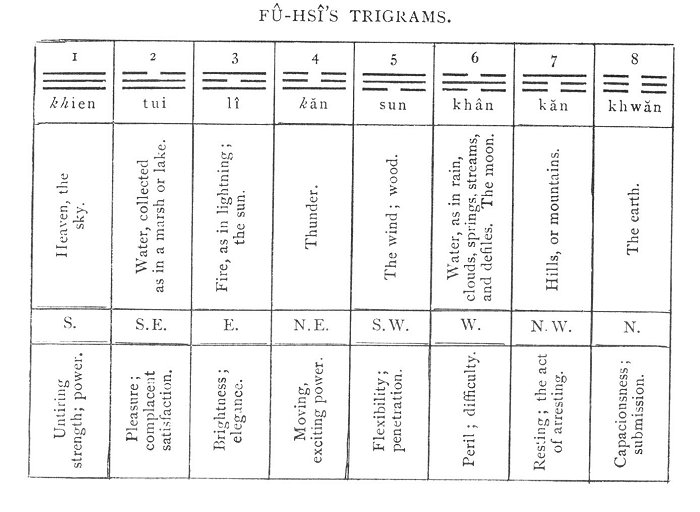 FÛ-HSÎ'S TRIGRAMS.
1
2
3
4
5
6
7
8
khien
tui
lî
kăn
sun
khân
kăn
khwăn
Heaven, the
sky.
Water, collected
as in a marsh or lake.
Fire, as in lightning;
the sun.
Thunder.
The wind; wood.
Water, as in rain,
clouds, springs, streams,
and defiles. The moon.
Hills, or mountains.
The earth.
S.
S.E.
E.
N.E.
S.W.
W.
N.W.
N.
Untiring
strength; power.
Pleasure;
complacent
satisfaction.
Brightness;
elegance.
Moving,
exciting power.
Flexibility;
penetration.
Peril; difficulty.
Resting; the act
of arresting.
Capaciousness;
submission.